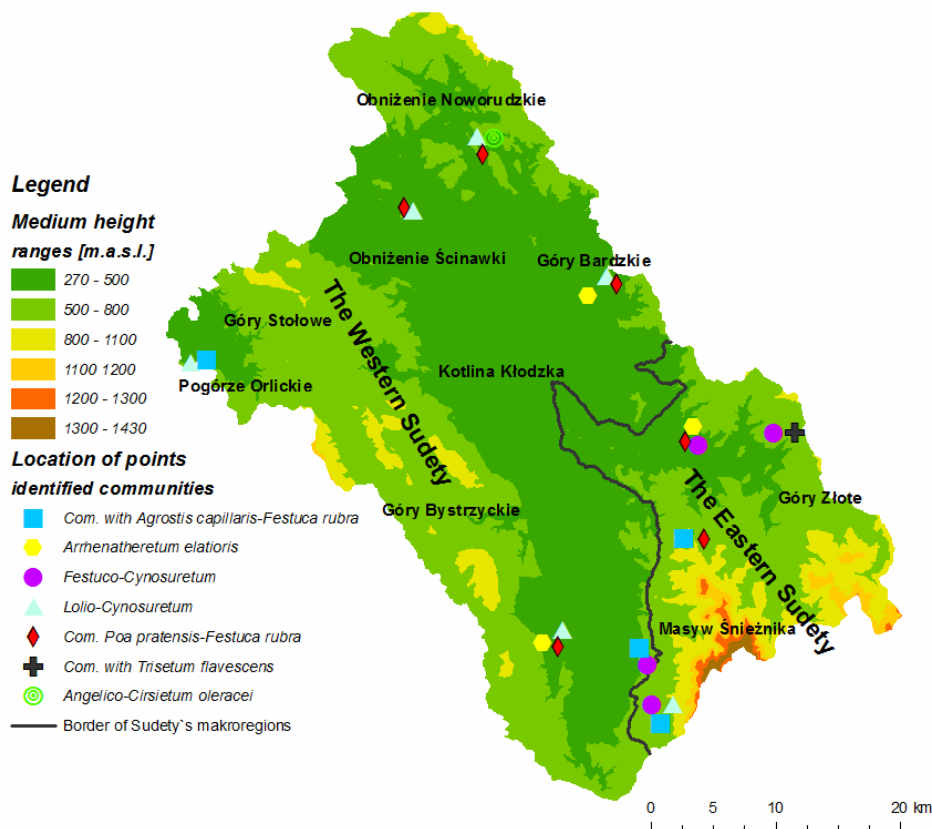 Obniżenie Noworudzkie
Legend
Medium height
ranges [m.a.s.l.]
270 - 500
500 - 800
800 - 1100
1100 1200
1200 - 1300
1300 - 1430
Location of points
identified communities
Com. with Agrostis capillaris-Festuca rubra
Arrhenatheretum elatioris
Festuco-Cynosuretum
Lolio-Cynosuretum
Com. Poa pratensis-Festuca rubra
Com. with Trisetum flavescens
Angelico-Cirsietum oleracei
Border of Sudety`s makroregions
Obniżenie Ścinawki
Góry Bardzkie
Góry Stołowe
The Western Sudety
Pogórze Orlickie
Kotlina Kłodzka
Góry Bystrzyckie
The Eastern Sudety
Góry Złote
Masyw Śnieżnika
0 5 10 20 km